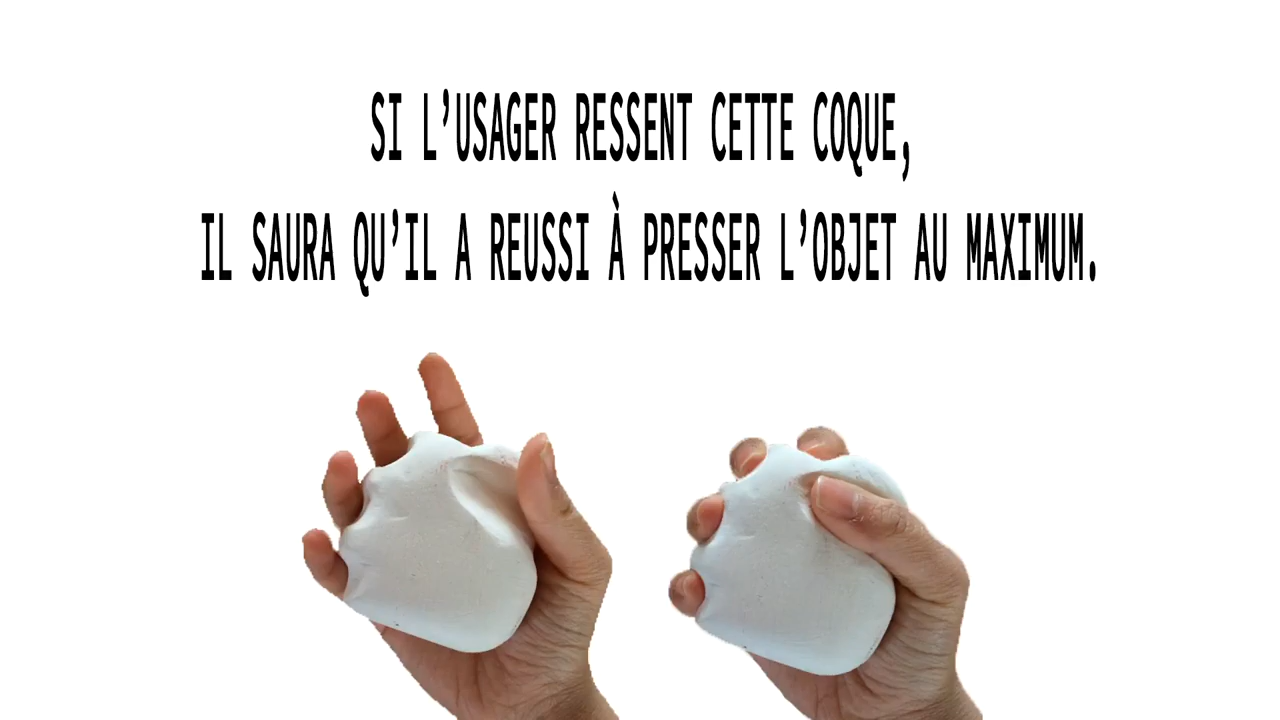 SI L’USAGER RESSENT CETTE COQUE,
IL SAURA QU’IL A REUSSI À PRESSER L’OBJET AU MAXIMUM.